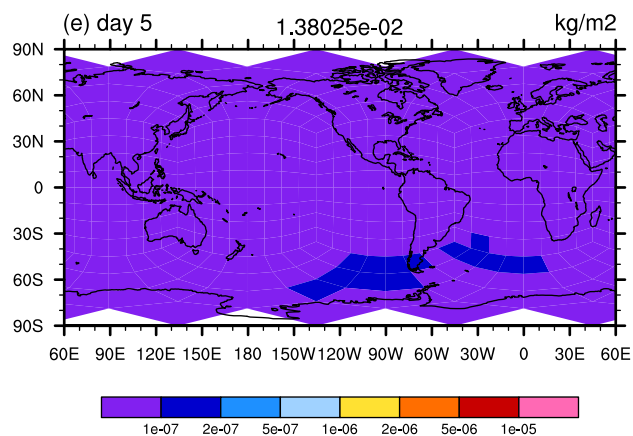 (e) day 5 1.38025e-02 kg/m2
90N
60N
30N
0
30S
60S
90S
60E 90E 120E 150E 180 150W 120W 90W 60W 30W 0 30E 60E
1e-07 2e-07 5e-07 1e-06 2e-06 5e-06 1e-05